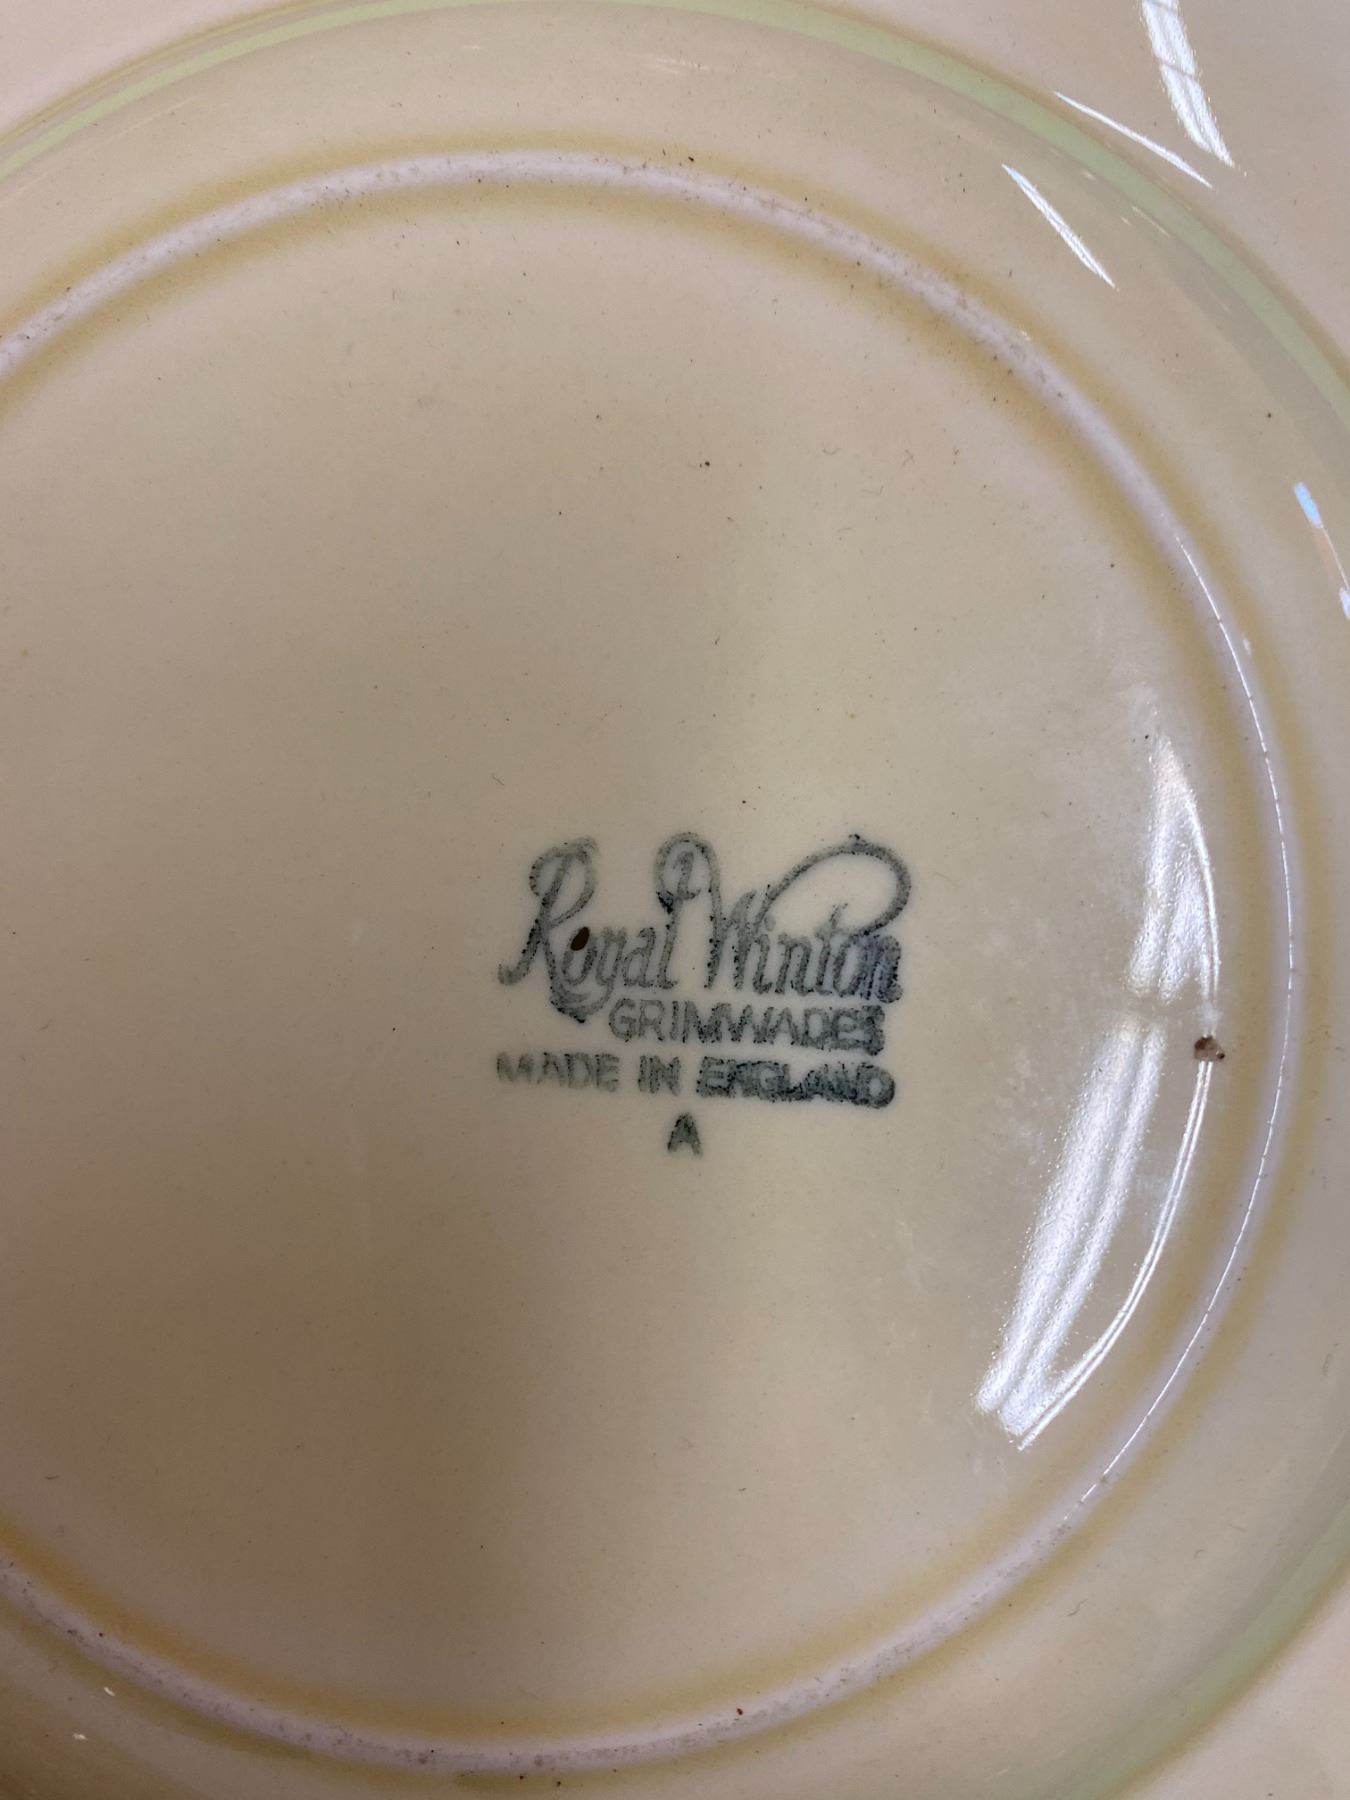 Royal Winton
GRIMWADES
MADE IN ENGLAND
A